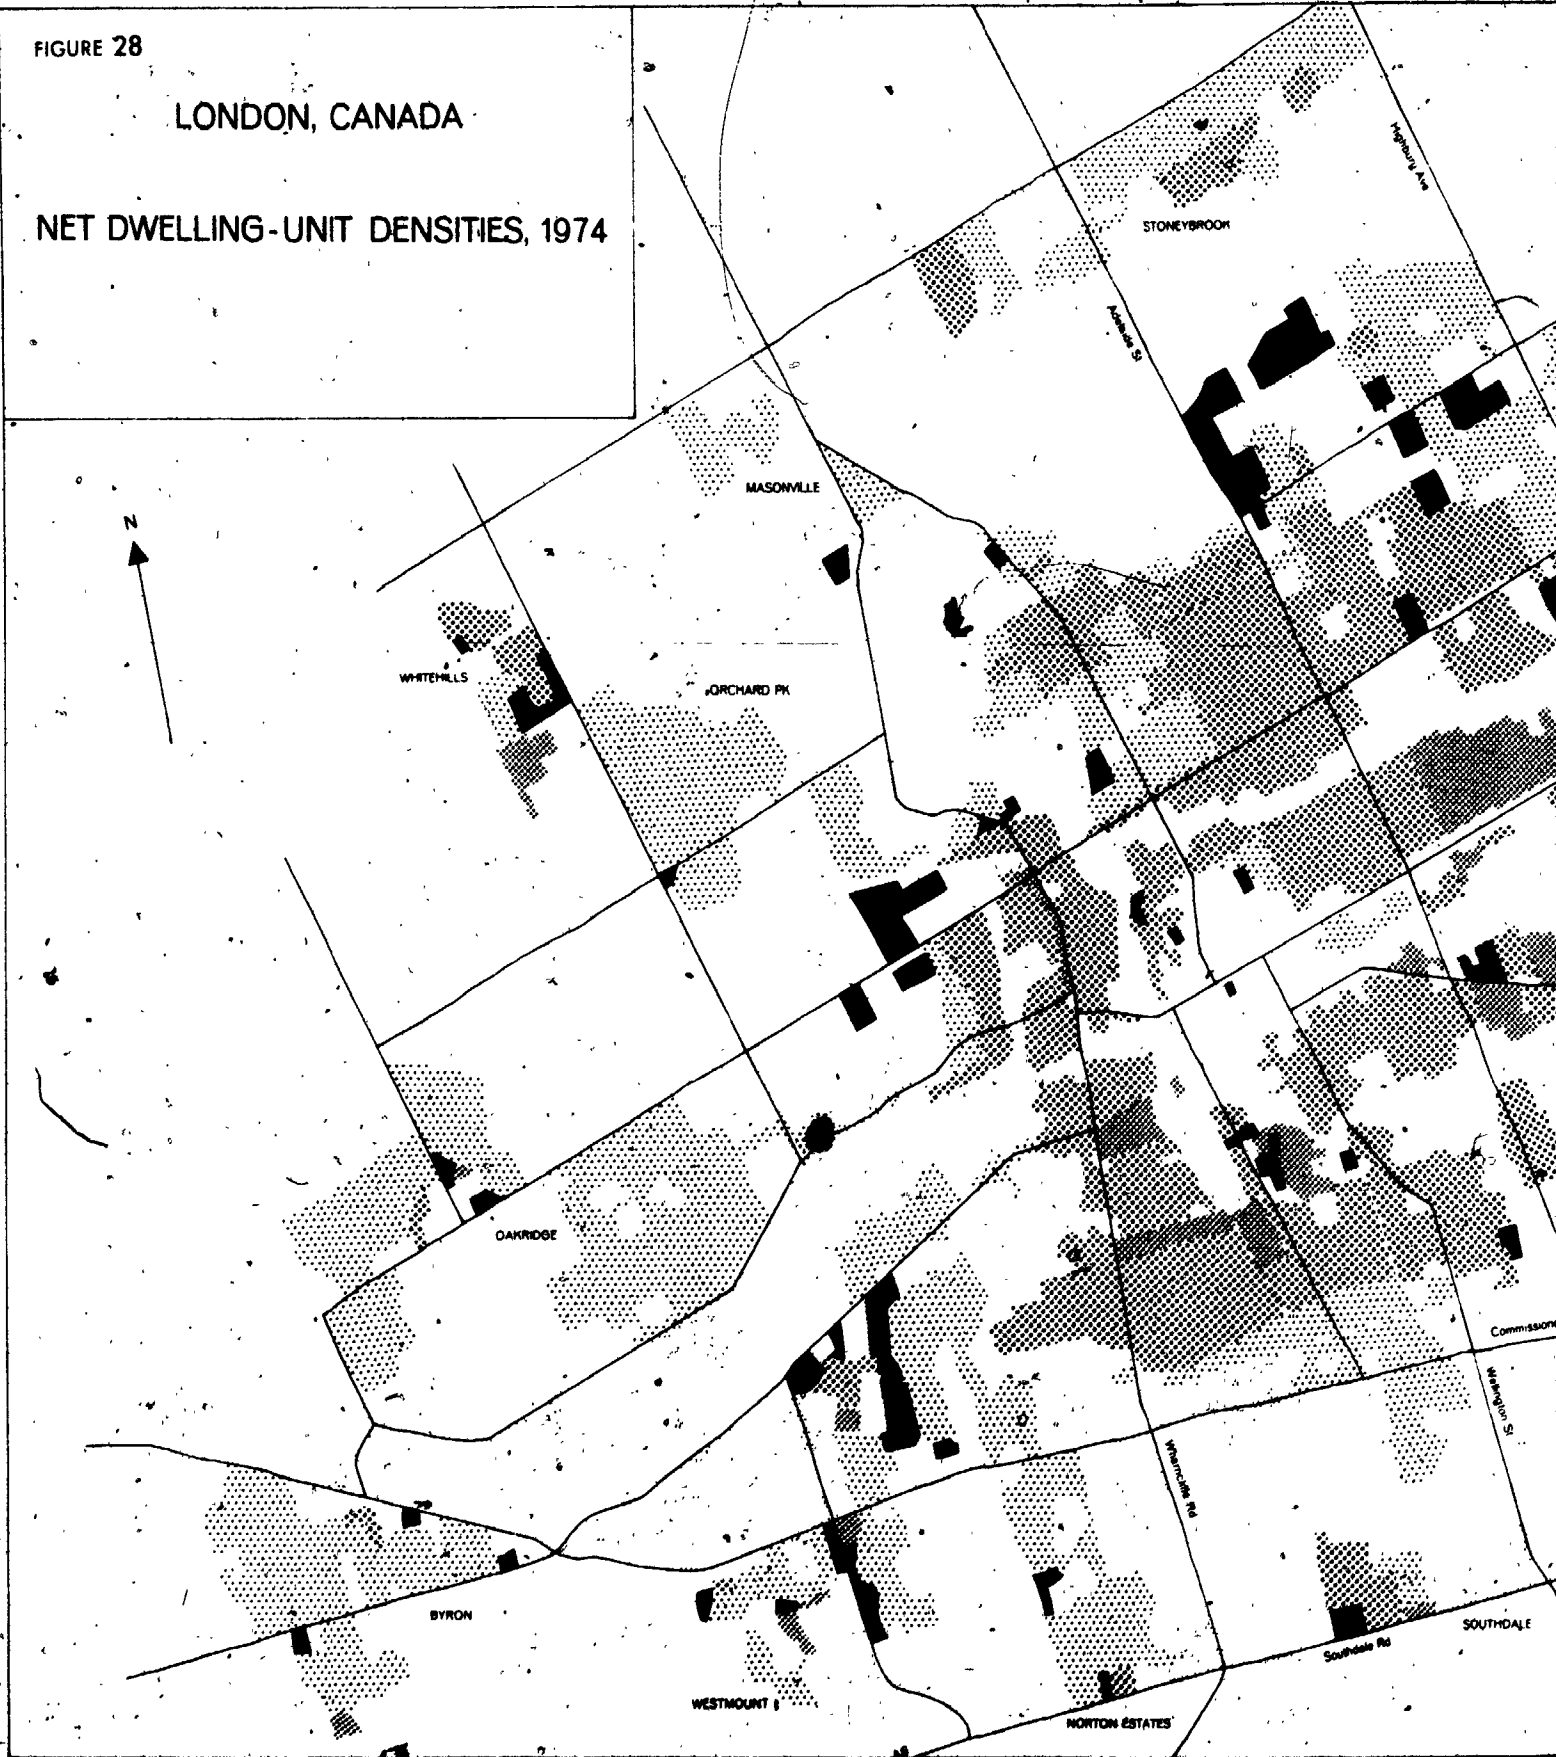 FIGURE 28
LONDON, CANADA
NET DWELLING-UNIT DENSITIES, 1974
Highbury Ave
STONEYBROOK
Adelaide St
MASONVILLE
N
WHITEHILLS
ORCHARD PK
OAKRIDGE
Commission
Wellington St
Wharncliffe Rd
BYRON
SOUTHDALE
Southdale Rd
WESTMOUNT
NORTON ESTATES